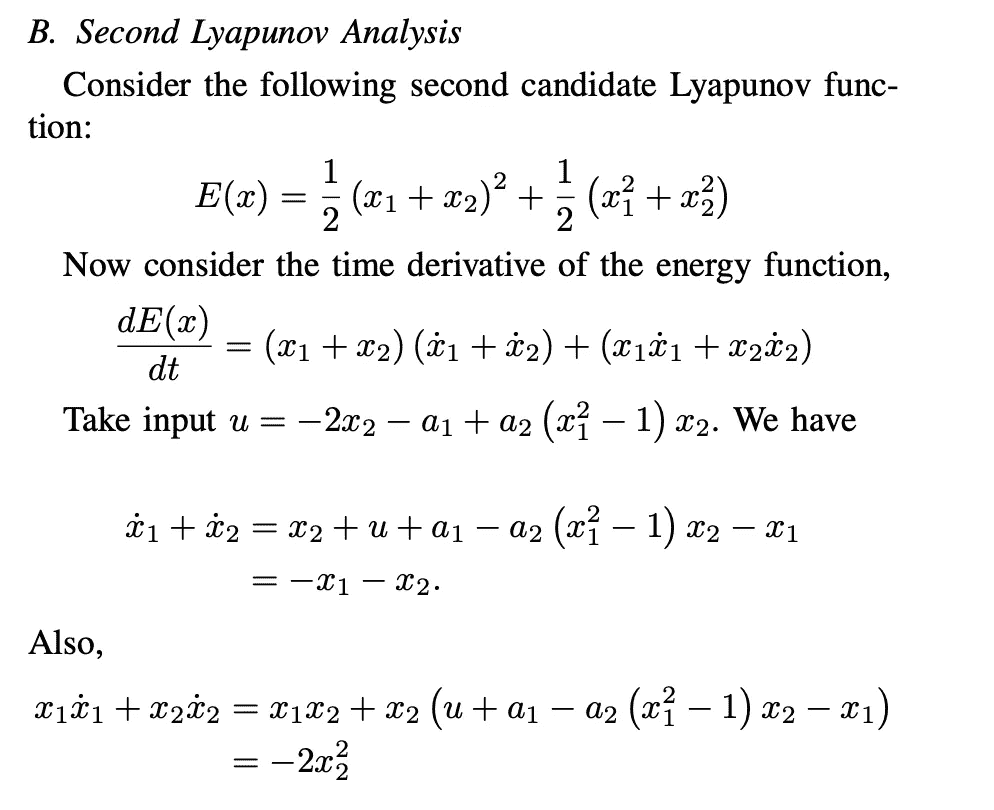 B. Second Lyapunov Analysis
Consider the following second candidate Lyapunov func-
tion:
E(x) = \frac{1}{2} (x_1 + x_2)^2 + \frac{1}{2} (x_1^2 + x_2^2)
Now consider the time derivative of the energy function,
\frac{dE(x)}{dt} = (x_1 + x_2) (\dot{x}_1 + \dot{x}_2) + (x_1 \dot{x}_1 + x_2 \dot{x}_2)
Take input u = −2x_2 − a_1 + a_2 (x_1^2 − 1) x_2. We have
\dot{x}_1 + \dot{x}_2 = x_2 + u + a_1 − a_2 (x_1^2 − 1) x_2 − x_1
= −x_1 − x_2.
Also,
x_1 \dot{x}_1 + x_2 \dot{x}_2 = x_1 x_2 + x_2 (u + a_1 − a_2 (x_1^2 − 1) x_2 − x_1)
= −2x_2^2